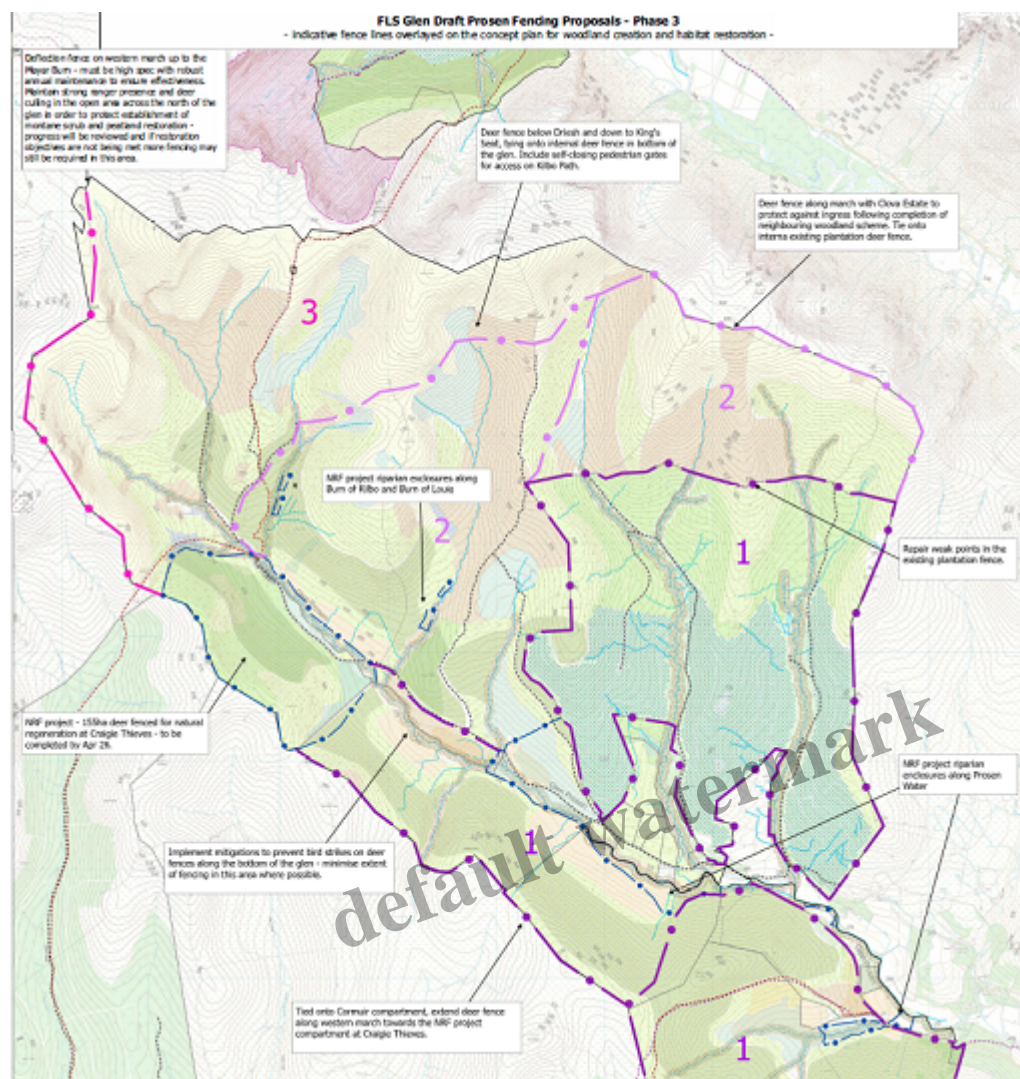 FLS Glen Draft Prosen Fencing Proposals - Phase 3
- indicative fence lines overlayed on the concept plan for woodland creation and habitat restoration -
Deflection fence on western march up to the
Mayar Burn - must be high spec with robust
annual maintenance to ensure effectiveness.
Maintain strong ranger presence and deer
culling in the open area across the north of the
glen in order to protect establishment of
montane scrub and peatland restoration -
progress will be reviewed and if restoration
objectives are not being met more fencing may
still be required in this area.
Deer fence below Driesh and down to King's
Seat, tying onto internal deer fence in bottom of
the glen. Include self-closing pedestrian gates
for access on Kilbo Path.
Deer fence along march with Clova Estate to
protect against ingress following completion of
neighbouring woodland scheme. Tie onto
interna existing plantation deer fence.
3
2
NRF project riparian enclosures along
Burn of Kilbo and Burn of Louie
2
1
Repair weak points in the
existing plantation fence.
NRF project - 155ha deer fenced for natural
regeneration at Craigie Thieves - to be
completed by Apr 26.
NRF project riparian
enclosures along Prosen
Water
Implement mitigations to prevent bird strikes on deer
fences along the bottom of the glen - minimise extent
of fencing in this area where possible.
1
default watermark
Tied onto Cormuir compartment, extend deer fence
along western march towards the NRF project
compartment at Craigie Thieves.
1